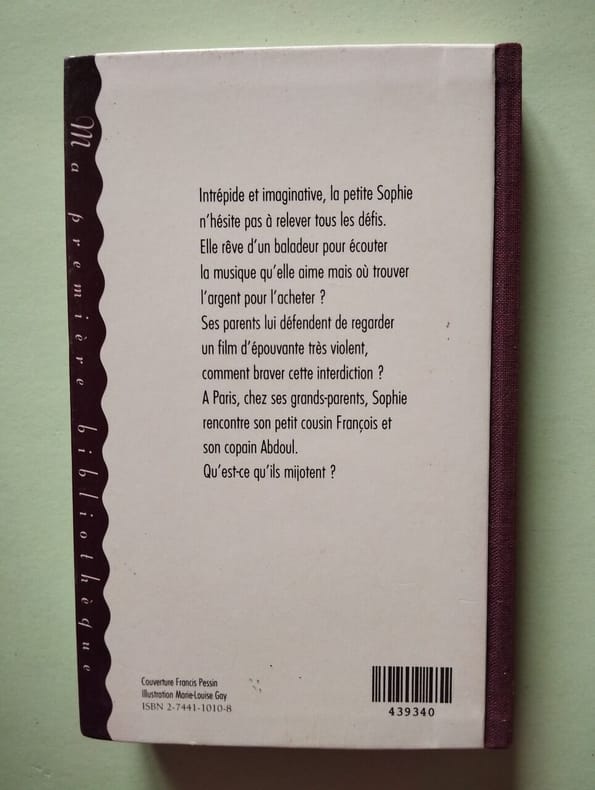 Ma première bibliothèque
Intrépide et imaginative, la petite Sophie
n'hésite pas à relever tous les défis.
Elle rêve d'un baladeur pour écouter
la musique qu'elle aime mais où trouver
l'argent pour l'acheter ?
Ses parents lui défendent de regarder
un film d'épouvante très violent,
comment braver cette interdiction ?
A Paris, chez ses grands-parents, Sophie
rencontre son petit cousin François et
son copain Abdoul.
Qu'est-ce qu'ils mijotent ?
Couverture Francis Pessin
Illustration Marie-Louise Gay
ISBN 2-7441-1010-8
439340